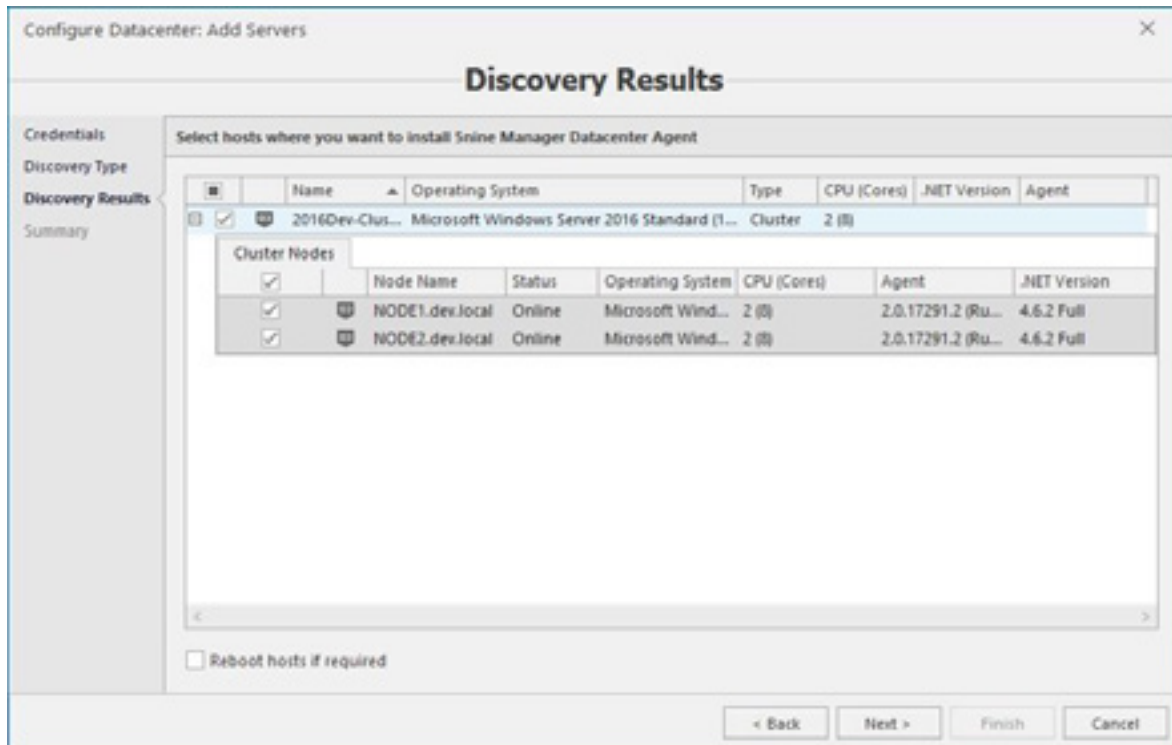 Configure Datacenter: Add Servers
Discovery Results
Credentials
Discovery Type
Discovery Results
Summary
Select hosts where you want to install 5nine Manager Datacenter Agent
Name Operating System Type CPU (Cores) .NET Version Agent
2016Dev-Clus... Microsoft Windows Server 2016 Standard (1... Cluster 2 (8)
Cluster Nodes
Node Name Status Operating System CPU (Cores) Agent .NET Version
NODE1.dev.local Online Microsoft Wind... 2 (8) 2.0.17291.2 (Ru... 4.6.2 Full
NODE2.dev.local Online Microsoft Wind... 2 (8) 2.0.17291.2 (Ru... 4.6.2 Full
Reboot hosts if required
< Back Next > Finish Cancel